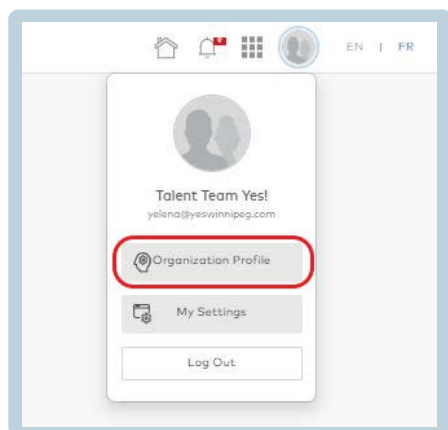 EN | FR
Talent Team Yes!
yelena@yeswinnipeg.com
Organization Profile
My Settings
Log Out